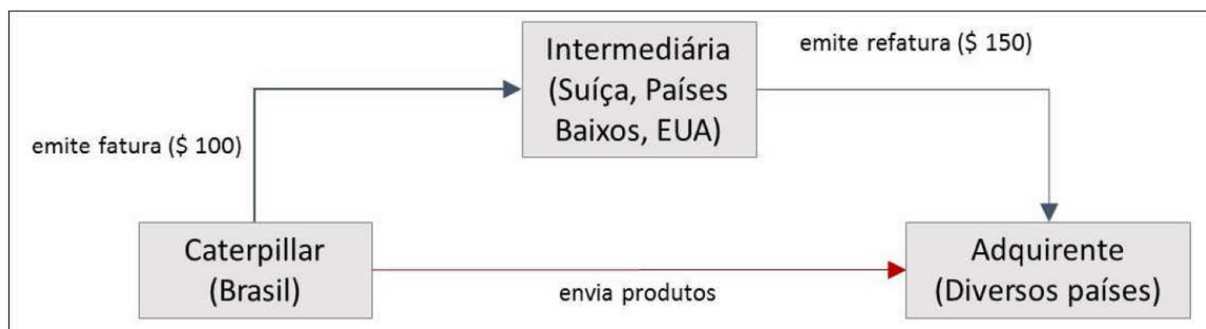 Intermediária
(Suíça, Países
Baixos, EUA)
emite refatura ($ 150)
emite fatura ($ 100)
Caterpillar
(Brasil)
envia produtos
Adquirente
(Diversos países)